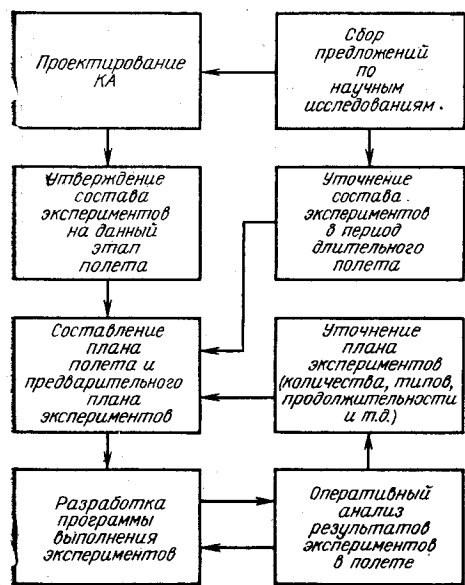 Проектирование
КА
Сбор
предложений
по
научным
исследованиям.
Утверждение
состава
экспериментов
на данный
этап
полета
Уточнение
состава
экспериментов
в период
длительного
полета
Составление
плана
полета и
предварительного
плана
экспериментов
Уточнение
плана
экспериментов
(количества, типов,
продолжительности
и т.д.)
Разработка
программы
выполнения
экспериментов
Оперативный
анализ
результатов
экспериментов
в полете